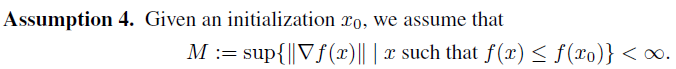 Assumption 4. Given an initialization x₀, we assume that
M := sup{‖∇f(x)‖ | x such that f(x) ≤ f(x₀)} < ∞.